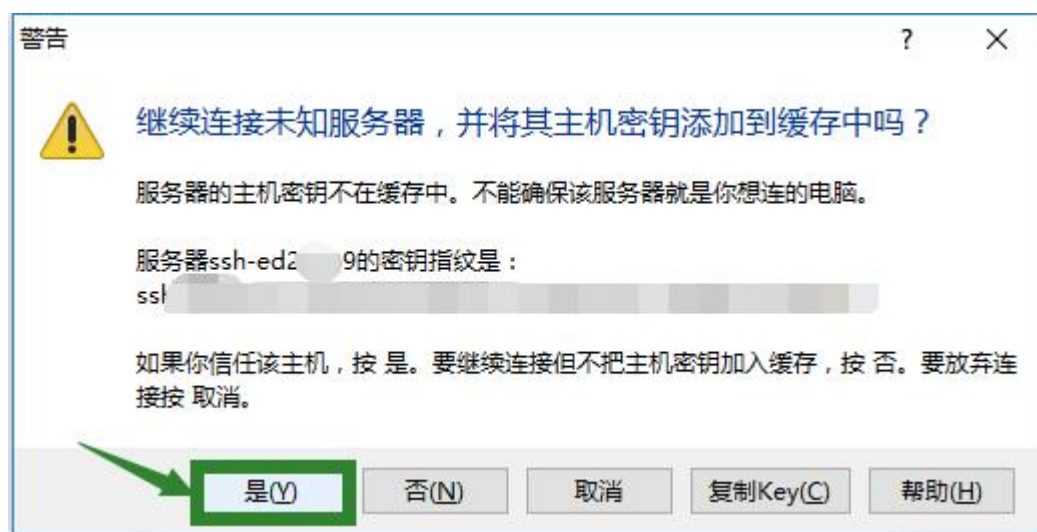 警告
?
继续连接未知服务器，并将其主机密钥添加到缓存中吗？
服务器的主机密钥不在缓存中。不能确保该服务器就是你想连的电脑。
服务器ssh-ed2 9的密钥指纹是：
ssh
如果你信任该主机，按 是。要继续连接但不把主机密钥加入缓存，按 否。要放弃连
接按 取消。
是(Y) 否(N) 取消 复制Key(C) 帮助(H)